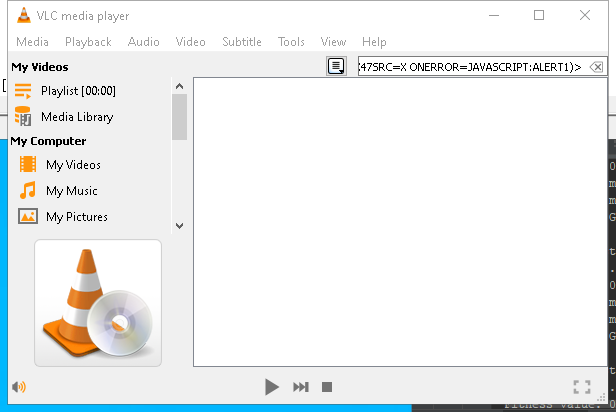 VLC media player
Media Playback Audio Video Subtitle Tools View Help
My Videos
47SRC=X ONERROR=JAVASCRIPT:ALERT1)>
Playlist [00:00]
Media Library
My Computer
My Videos
My Music
My Pictures